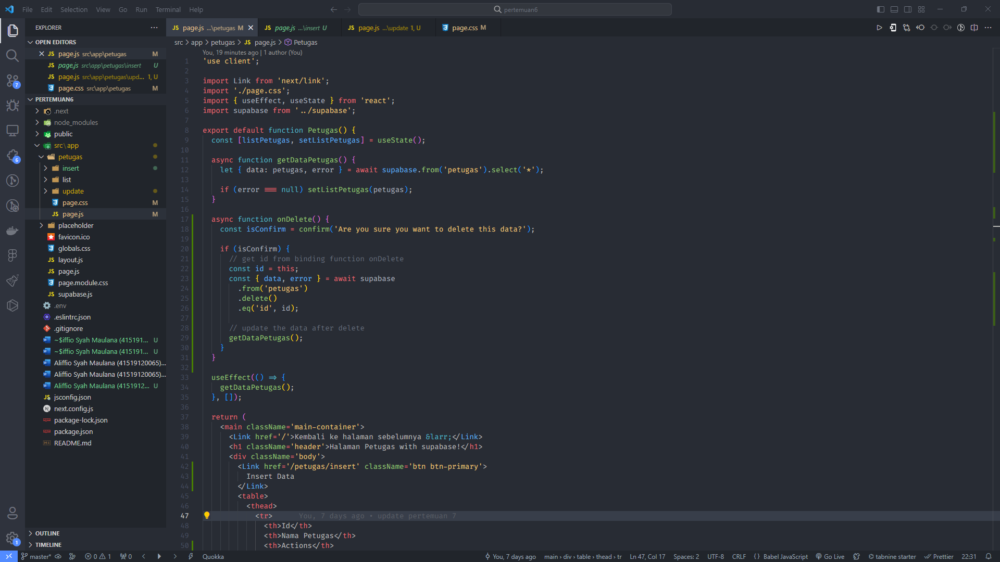 File Edit Selection View Go Run Terminal Help
pertemuan6
EXPLORER
OPEN EDITORS
page.js src\app\petugas M
page.js src\app\petugas\insert U
page.js src\app\petugas\upd... 1, U
page.css src\app\petugas M
PERTEMUAN6
.next
node_modules
public
src\app
petugas
insert
list
update
page.css M
page.js M
placeholder
favicon.ico
globals.css
layout.js
page.js
page.module.css
supabase.js
.env
.eslintrc.json
.gitignore
~$iffio Syah Maulana (415191... U
~$iffio Syah Maulana (415191... U
Aliffio Syah Maulana (41519120065)...
Aliffio Syah Maulana (41519120065)...
Aliffio Syah Maulana (4151912... U
jsconfig.json
next.config.js
package-lock.json
package.json
README.md
OUTLINE
TIMELINE
7
6
1
page.js ...\petugas M
page.js ...\insert U
page.js ...\update 1, U
page.css M
src > app > petugas > JS page.js > Petugas
You, 19 minutes ago | 1 author (You)
1 'use client';
2
3 import Link from 'next/link';
4 import './page.css';
5 import { useEffect, useState } from 'react';
6 import supabase from '../supabase';
7
8 export default function Petugas() {
9 const [listPetugas, setListPetugas] = useState();
10
11 async function getDataPetugas() {
12 let { data: petugas, error } = await supabase.from('petugas').select('*');
13
14 if (error === null) setListPetugas(petugas);
15 }
16
17 async function onDelete() {
18 const isConfirm = confirm('Are you sure you want to delete this data?');
19
20 if (isConfirm) {
21 // get id from binding function onDelete
22 const id = this;
23 const { data, error } = await supabase
24 .from('petugas')
25 .delete()
26 .eq('id', id);
27
28 // update the data after delete
29 getDataPetugas();
30 }
31 }
32
33 useEffect(() => {
34 getDataPetugas();
35 }, []);
36
37 return (
38 <main className='main-container'>
39 <Link href='/'>Kembali ke halaman sebelumnya &larr;</Link>
40 <h1 className='header'>Halaman Petugas with supabase!</h1>
41 <div className='body'>
42 <Link href='/petugas/insert' className='btn btn-primary'>
43 Insert Data
44 </Link>
45 <table>
46 <thead>
47 <tr> You, 7 days ago • update pertemuan 7
48 <th>Id</th>
49 <th>Nama Petugas</th>
50 <th>Actions</th>
master* 0 1 0 Quokka You, 7 days ago main › div › table › thead › tr Ln 47, Col 17 Spaces: 2 UTF-8 CRLF {} Babel JavaScript Go Live tabnine starter Prettier 22:31